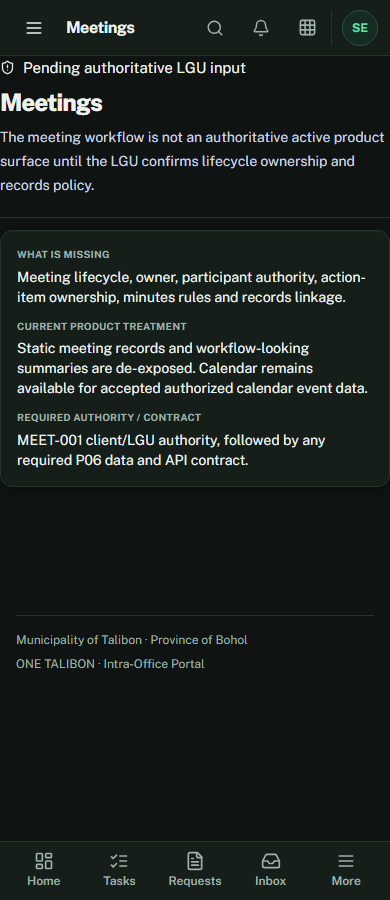 Meetings
SE
Pending authoritative LGU input
Meetings
The meeting workflow is not an authoritative active product
surface until the LGU confirms lifecycle ownership and
records policy.
WHAT IS MISSING
Meeting lifecycle, owner, participant authority, action-
item ownership, minutes rules and records linkage.
CURRENT PRODUCT TREATMENT
Static meeting records and workflow-looking
summaries are de-exposed. Calendar remains
available for accepted authorized calendar event data.
REQUIRED AUTHORITY / CONTRACT
MEET-001 client/LGU authority, followed by any
required P06 data and API contract.
Municipality of Talibon · Province of Bohol
ONE TALIBON · Intra-Office Portal
Home
Tasks
Requests
Inbox
More